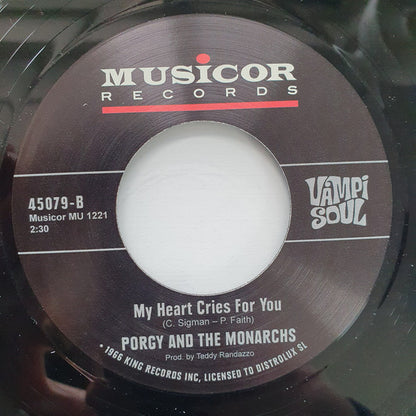 MUSICOR
RECORDS
45079-B
Musicor MU 1221
2:30
VAMPI
SOUL
My Heart Cries For You
(C. Sigman – P. Faith)
PORGY AND THE MONARCHS
Prod. by Teddy Randazzo
• 1966 KING RECORDS INC, LICENSED TO DISTROLUX SL